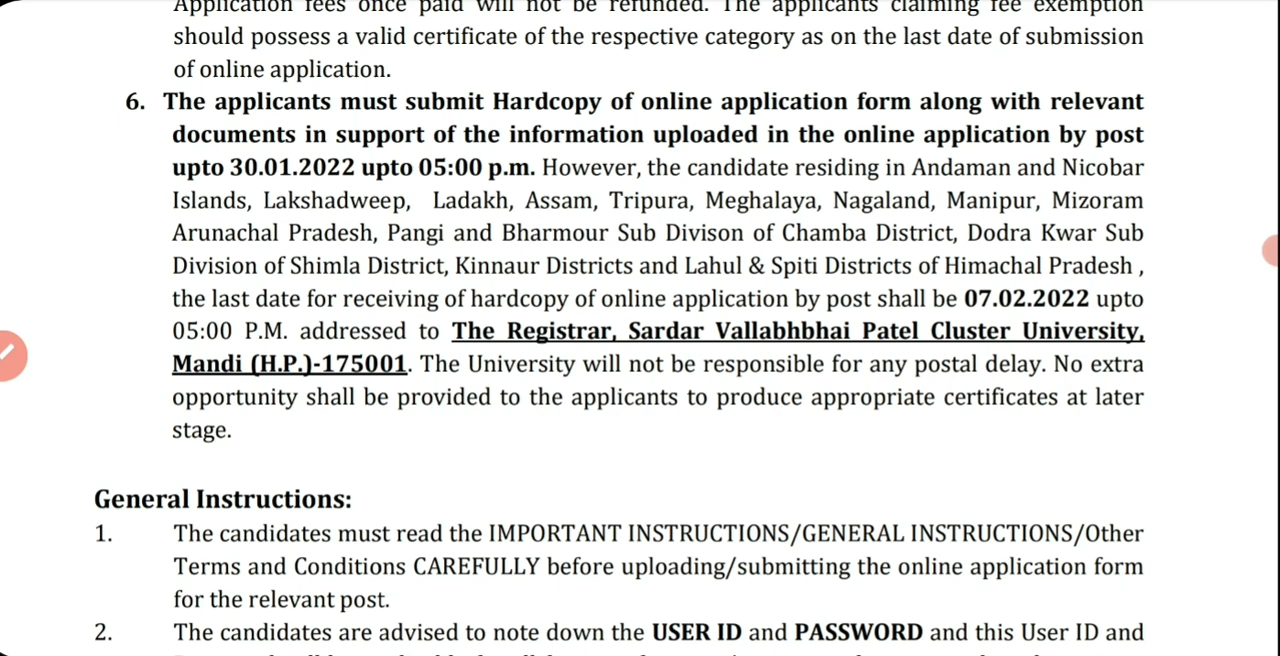 Application fees once paid will not be refunded. The applicants claiming fee exemption
should possess a valid certificate of the respective category as on the last date of submission
of online application.
6. The applicants must submit Hardcopy of online application form along with relevant
documents in support of the information uploaded in the online application by post
upto 30.01.2022 upto 05:00 p.m. However, the candidate residing in Andaman and Nicobar
Islands, Lakshadweep, Ladakh, Assam, Tripura, Meghalaya, Nagaland, Manipur, Mizoram
Arunachal Pradesh, Pangi and Bharmour Sub Divison of Chamba District, Dodra Kwar Sub
Division of Shimla District, Kinnaur Districts and Lahul & Spiti Districts of Himachal Pradesh ,
the last date for receiving of hardcopy of online application by post shall be 07.02.2022 upto
05:00 P.M. addressed to The Registrar, Sardar Vallabhbhai Patel Cluster University,
Mandi (H.P.)-175001. The University will not be responsible for any postal delay. No extra
opportunity shall be provided to the applicants to produce appropriate certificates at later
stage.
General Instructions:
1. The candidates must read the IMPORTANT INSTRUCTIONS/GENERAL INSTRUCTIONS/Other
Terms and Conditions CAREFULLY before uploading/submitting the online application form
for the relevant post.
2. The candidates are advised to note down the USER ID and PASSWORD and this User ID and